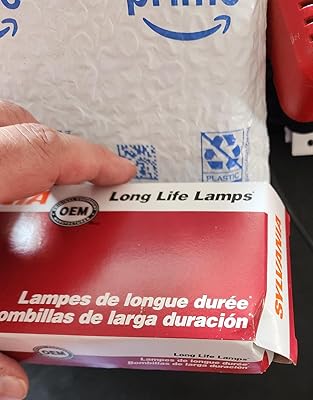 prime
PLASTIC
Long Life Lamps
OEM
Lampes de longue durée
Bombillas de larga duración
SYLVANIA
Long Life Lamps
OEM
Lampes de longue durée
Bombillas de larga duración